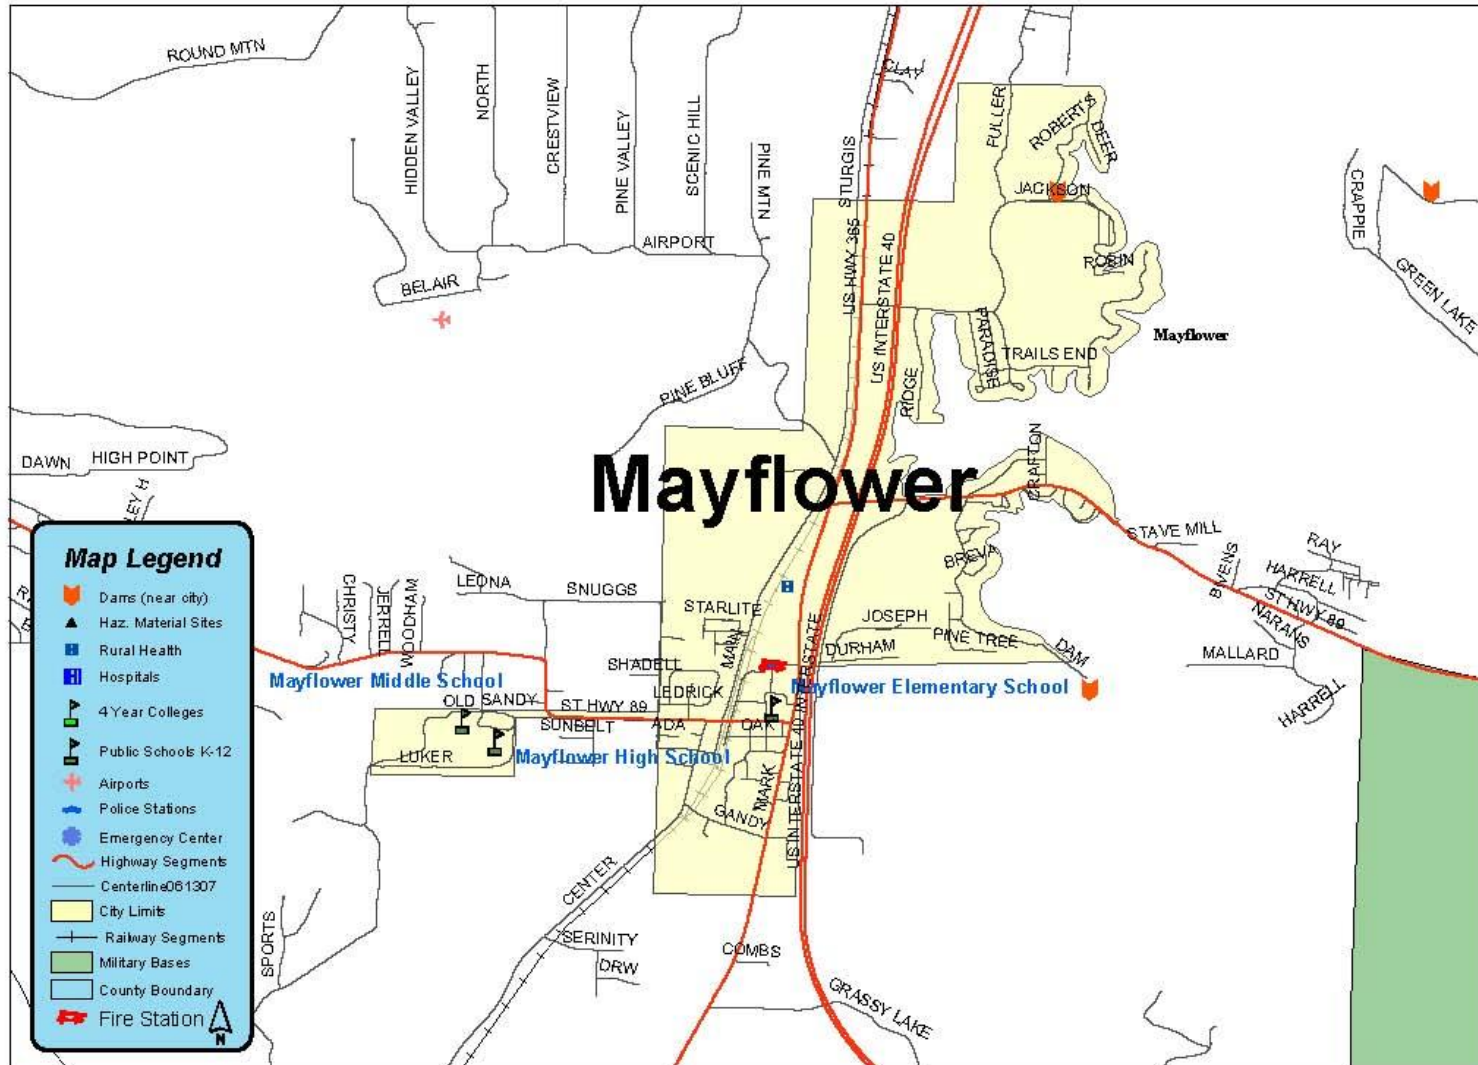 ROUND MTN
HIDDEN VALLEY
NORTH
CRESTVIEW
PINE VALLEY
SCENIC HILL
PINE MTN
STURGIS
CLAY
FULLER
ROBERTS
DEER
JACKSON
CRAPPIE
GREEN LAKE
AIRPORT
BELAIR
US HWY 365
US INTERSTATE 40
ROBIN
PARADISE
TRAILS END
Mayflower
RIDGE
PINE BLUFF
DAWN
HIGH POINT
Mayflower
GRAFTON
STAVE MILL
BREVA
BIVENS
RAY
HARRELL
ST HWY 89
NARANS
MALLARD
HARRELL
LEONA
SNUGGS
CHRISTY
JERRELL
MAHDOOW
STARLITE
MAIN
JOSEPH
DURHAM
PINE TREE
DAM
SHADELL
LEDRICK
Mayflower Middle School
Mayflower Elementary School
OLD SANDY
ST HWY 89
SUNBELT
ADA
OAK
LUKER
Mayflower High School
MARK
GANDY
US INTERSTATE 40
INTERSTATE
CENTER
SPORTS
SERINITY
DRW
COMBS
GRASSY LAKE
Map Legend
Dams (near city)
Haz. Material Sites
Rural Health
Hospitals
4 Year Colleges
Public Schools K-12
Airports
Police Stations
Emergency Center
Highway Segments
Centerline061307
City Limits
Railway Segments
Military Bases
County Boundary
Fire Station
N